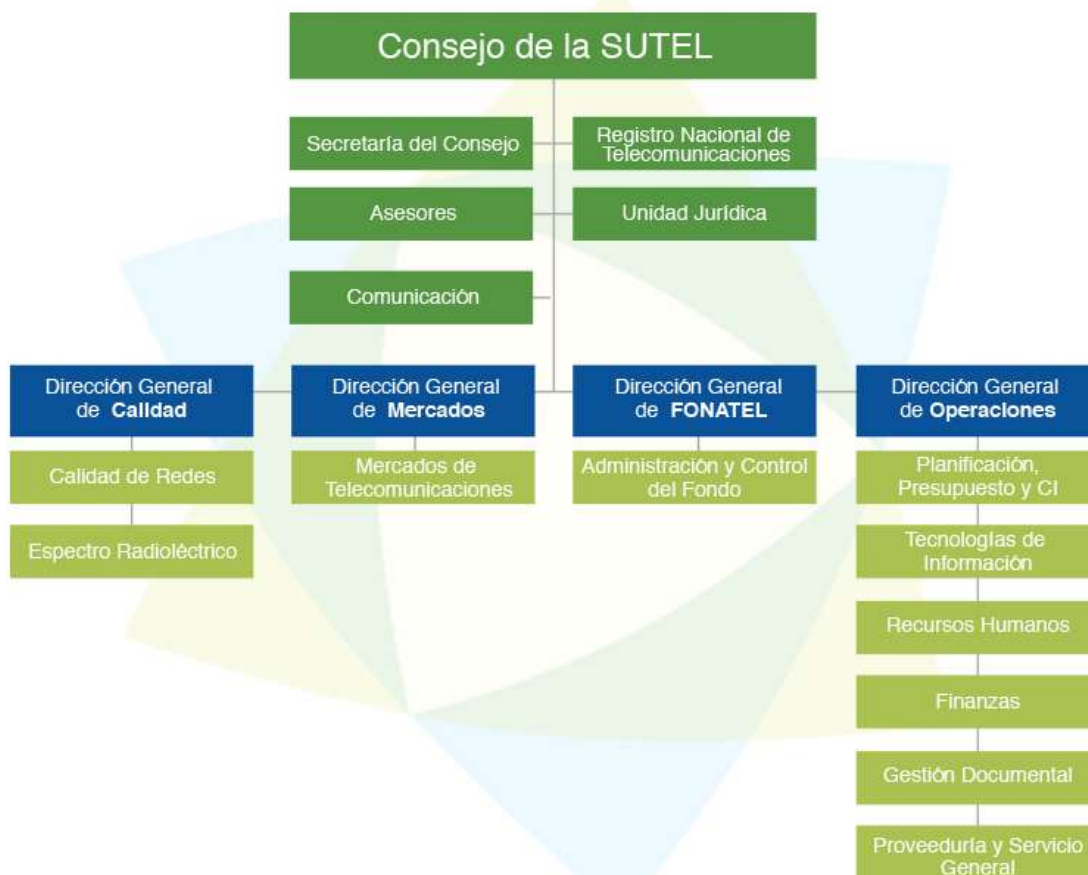 Consejo de la SUTEL
Secretaría del Consejo
Registro Nacional de
Telecomunicaciones
Asesores
Unidad Jurídica
Comunicación
Dirección General
de Calidad
Dirección General
de Mercados
Dirección General
de FONATEL
Dirección General
de Operaciones
Calidad de Redes
Mercados de
Telecomunicaciones
Administración y Control
del Fondo
Planificación,
Presupuesto y CI
Espectro Radioléctrico
Tecnologías de
Información
Recursos Humanos
Finanzas
Gestión Documental
Proveeduría y Servicio
General